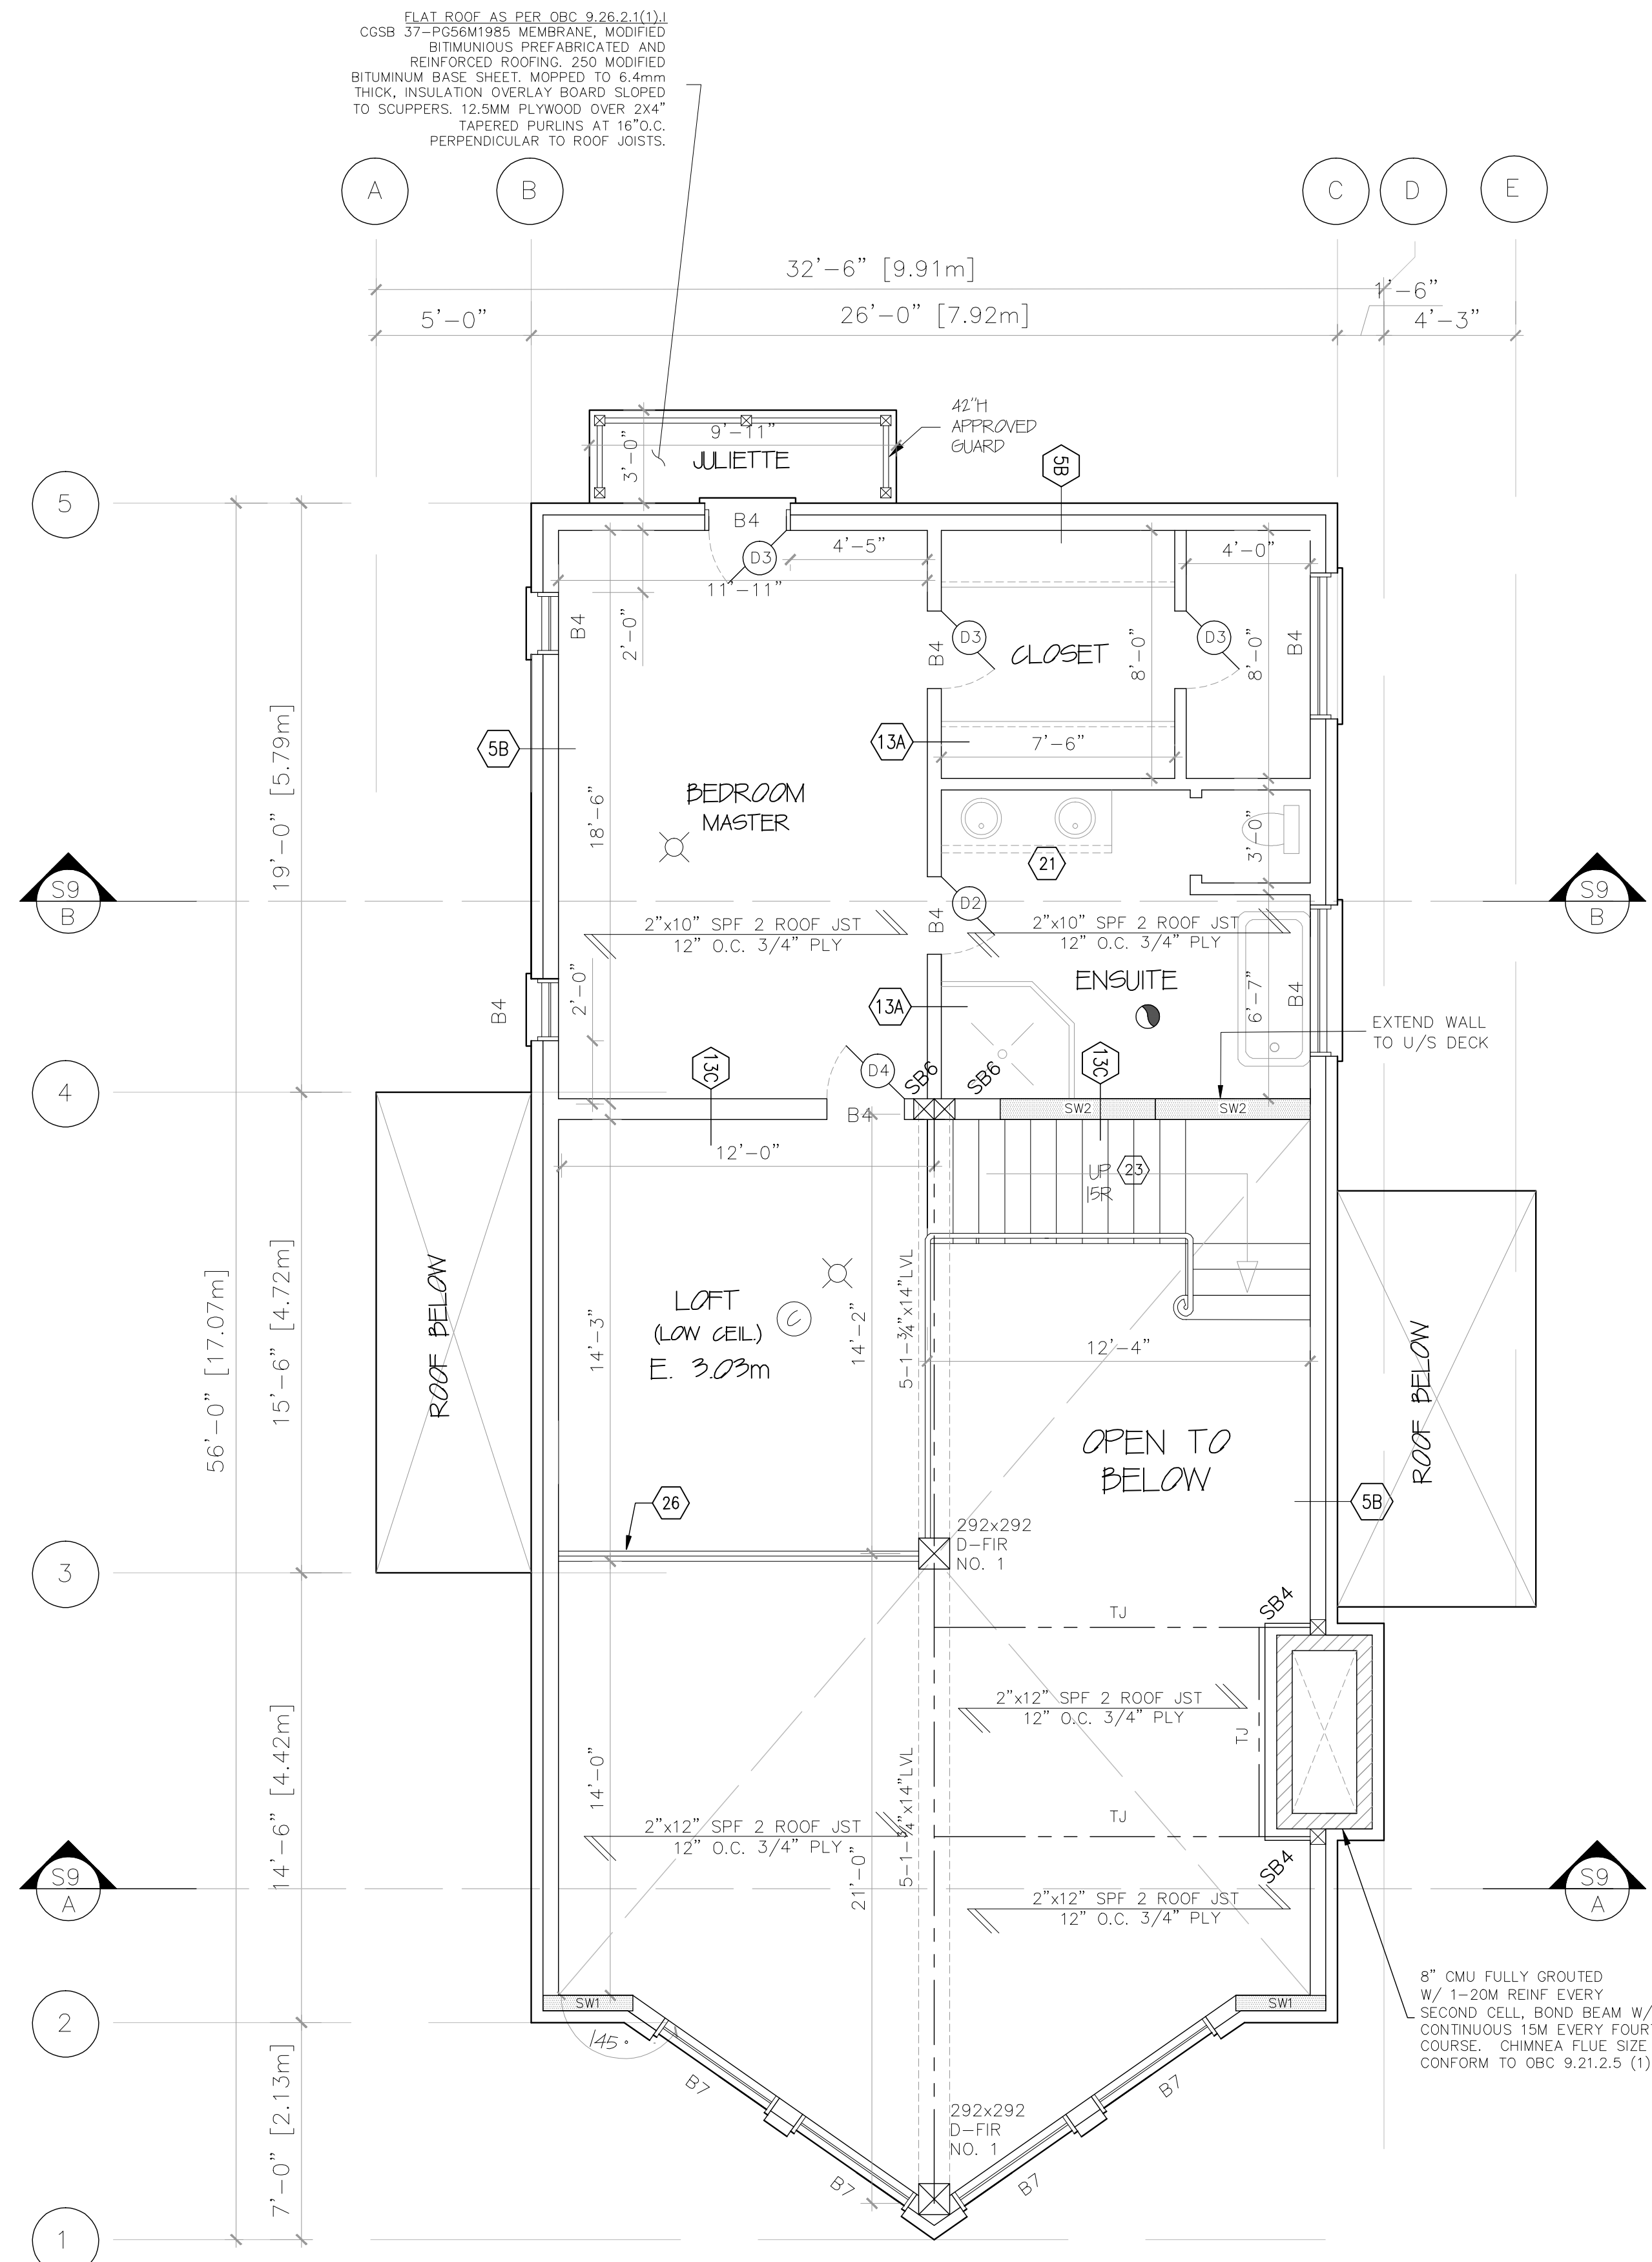 FLAT ROOF AS PER OBC 9.26.2.1(1).I
CGSB 37-PG56M1985 MEMBRANE, MODIFIED
BITIMUNIOUS PREFABRICATED AND
REINFORCED ROOFING. 250 MODIFIED
BITUMINUM BASE SHEET. MOPPED TO 6.4mm
THICK, INSULATION OVERLAY BOARD SLOPED
TO SCUPPERS. 12.5MM PLYWOOD OVER 2X4"
TAPERED PURLINS AT 16"O.C.
PERPENDICULAR TO ROOF JOISTS.
A
B
C
D
E
32'-6" [9.91m]
1'-6"
5'-0"
26'-0" [7.92m]
4'-3"
42"H
APPROVED
GUARD
9'-11"
3'-0"
JULIETTE
5B
5
B4
D3
4'-5"
4'-0"
11'-11"
B4
2'-0"
B4
D3
CLOSET
8'-0"
D3
8'-0"
B4
19'-0" [5.79m]
5B
13A
7'-6"
18'-6"
BEDROOM
MASTER
21
3'-0"
S9
B
S9
B
B4
D2
2"x10" SPF 2 ROOF JST
12" O.C. 3/4" PLY
2"x10" SPF 2 ROOF JST
12" O.C. 3/4" PLY
ENSUITE
B4
2'-0"
13A
6'-7"
B4
EXTEND WALL
TO U/S DECK
4
13C
D4
SB6
SB6
13C
B4
SW2
SW2
12'-0"
UP
15R
23
56'-0" [17.07m]
15'-6" [4.72m]
ROOF BELOW
14'-3"
LOFT
(LOW CEIL.)
E. 3.03m
C
14'-2"
5-1-3/4"x14"LVL
12'-4"
ROOF BELOW
OPEN TO
BELOW
26
5B
292x292
D-FIR
NO. 1
3
TJ
SB4
2"x12" SPF 2 ROOF JST
12" O.C. 3/4" PLY
TJ
14'-6" [4.42m]
14'-0"
2"x12" SPF 2 ROOF JST
12" O.C. 3/4" PLY
21'-0"
5-1-3/4"x14"LVL
TJ
SB4
S9
A
S9
A
2"x12" SPF 2 ROOF JST
12" O.C. 3/4" PLY
8" CMU FULLY GROUTED
W/ 1-20M REINF EVERY
SECOND CELL, BOND BEAM W/
CONTINUOUS 15M EVERY FOUR
COURSE. CHIMNEA FLUE SIZE
CONFORM TO OBC 9.21.2.5 (1)
2
SW1
SW1
145°
B7
B7
7'-0" [2.13m]
292x292
D-FIR
NO. 1
B7
B7
1